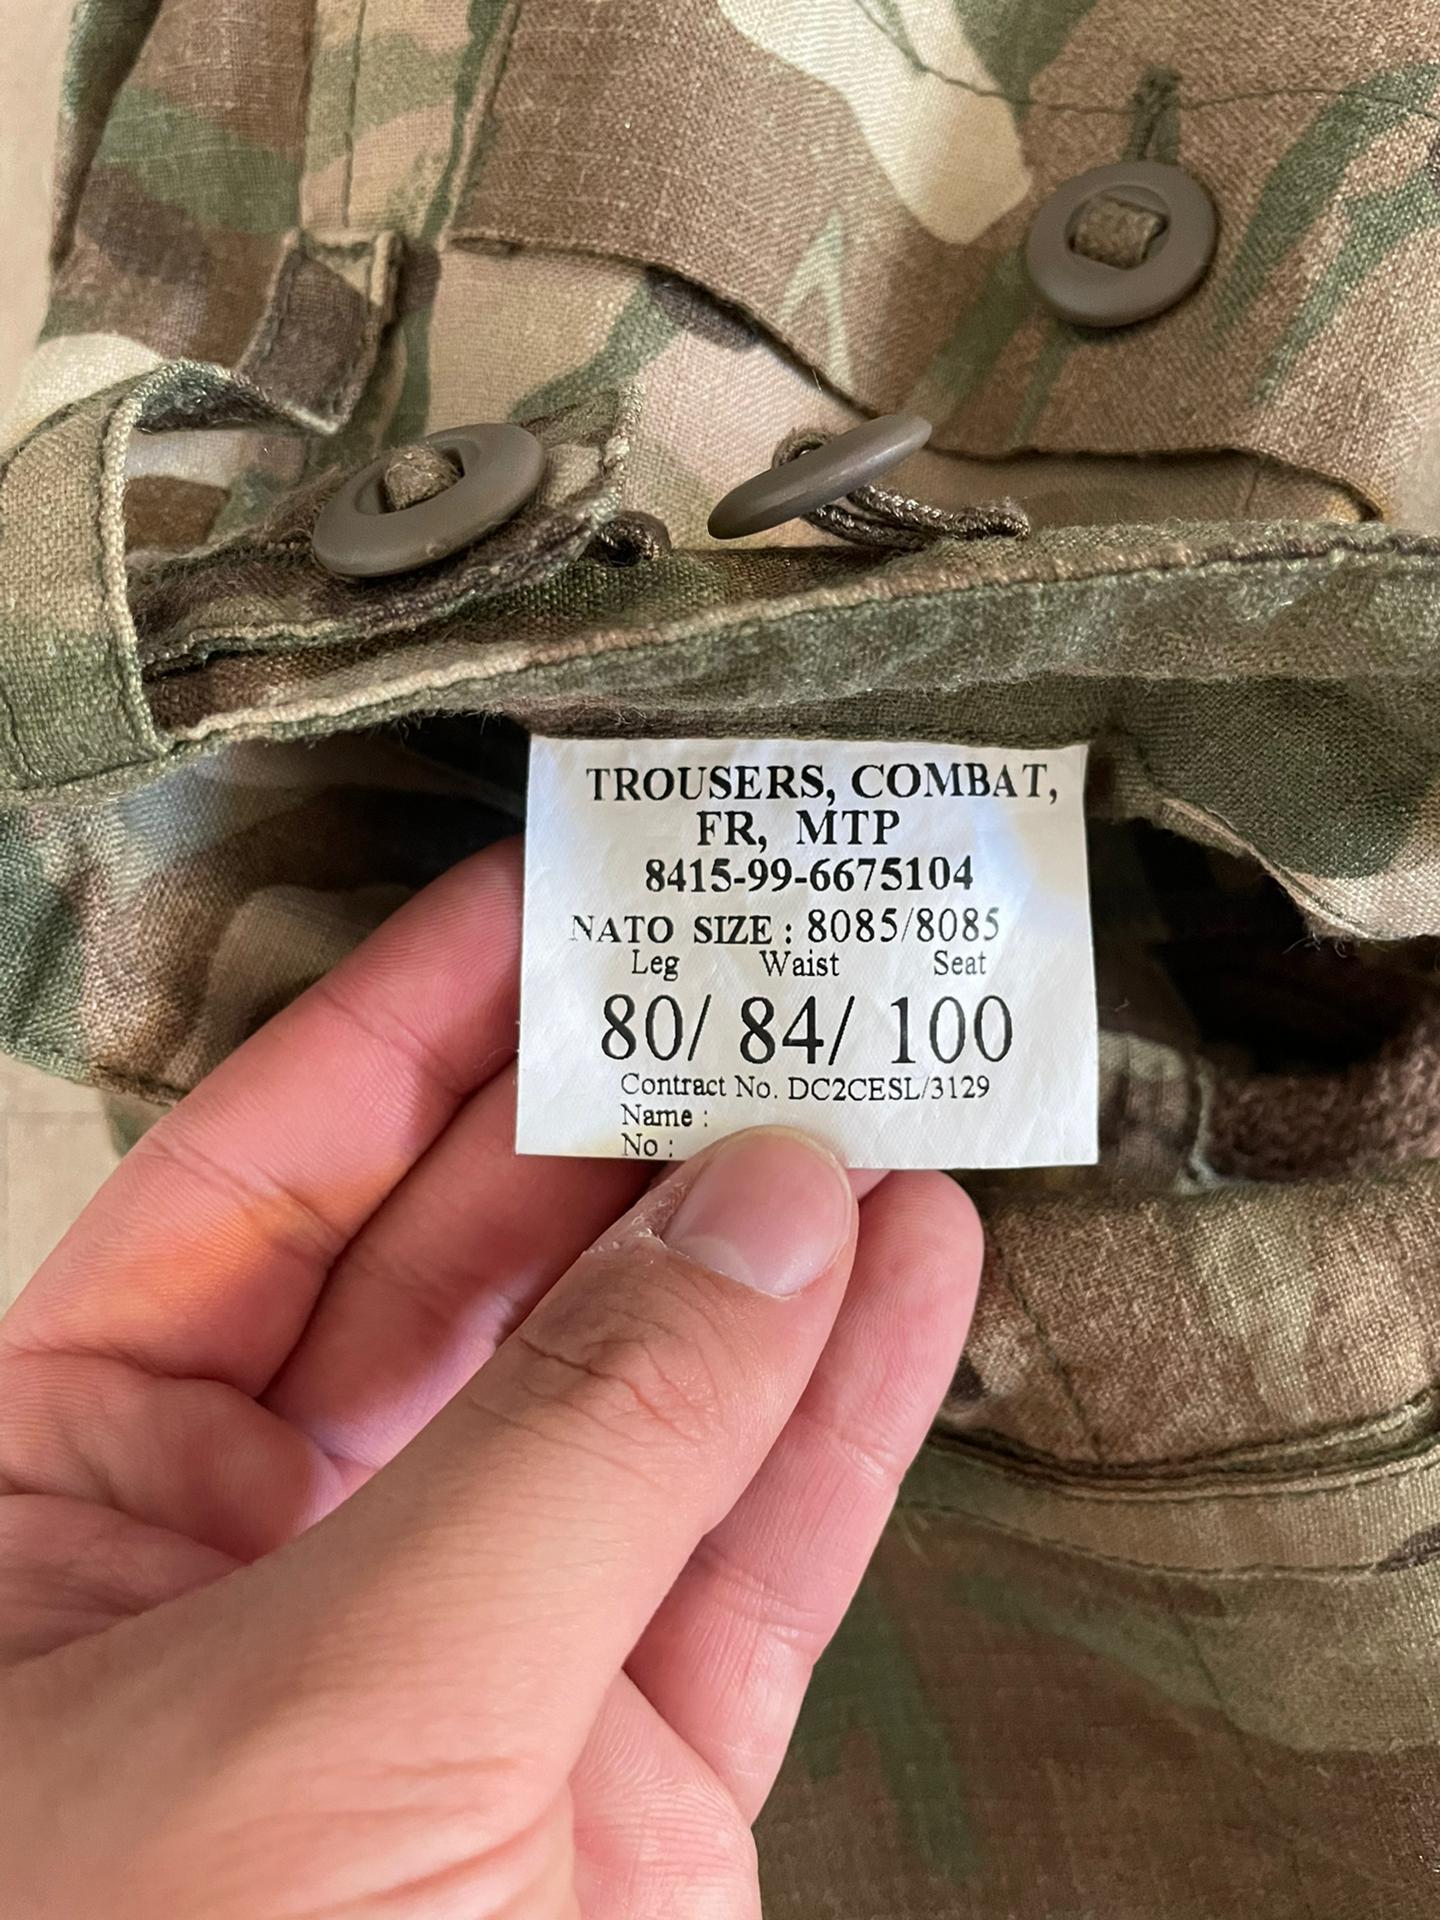 TROUSERS, COMBAT,
FR, MTP
8415-99-6675104
NATO SIZE : 8085/8085
Leg Waist Seat
80/ 84/ 100
Contract No. DC2CESL/3129
Name :
No :